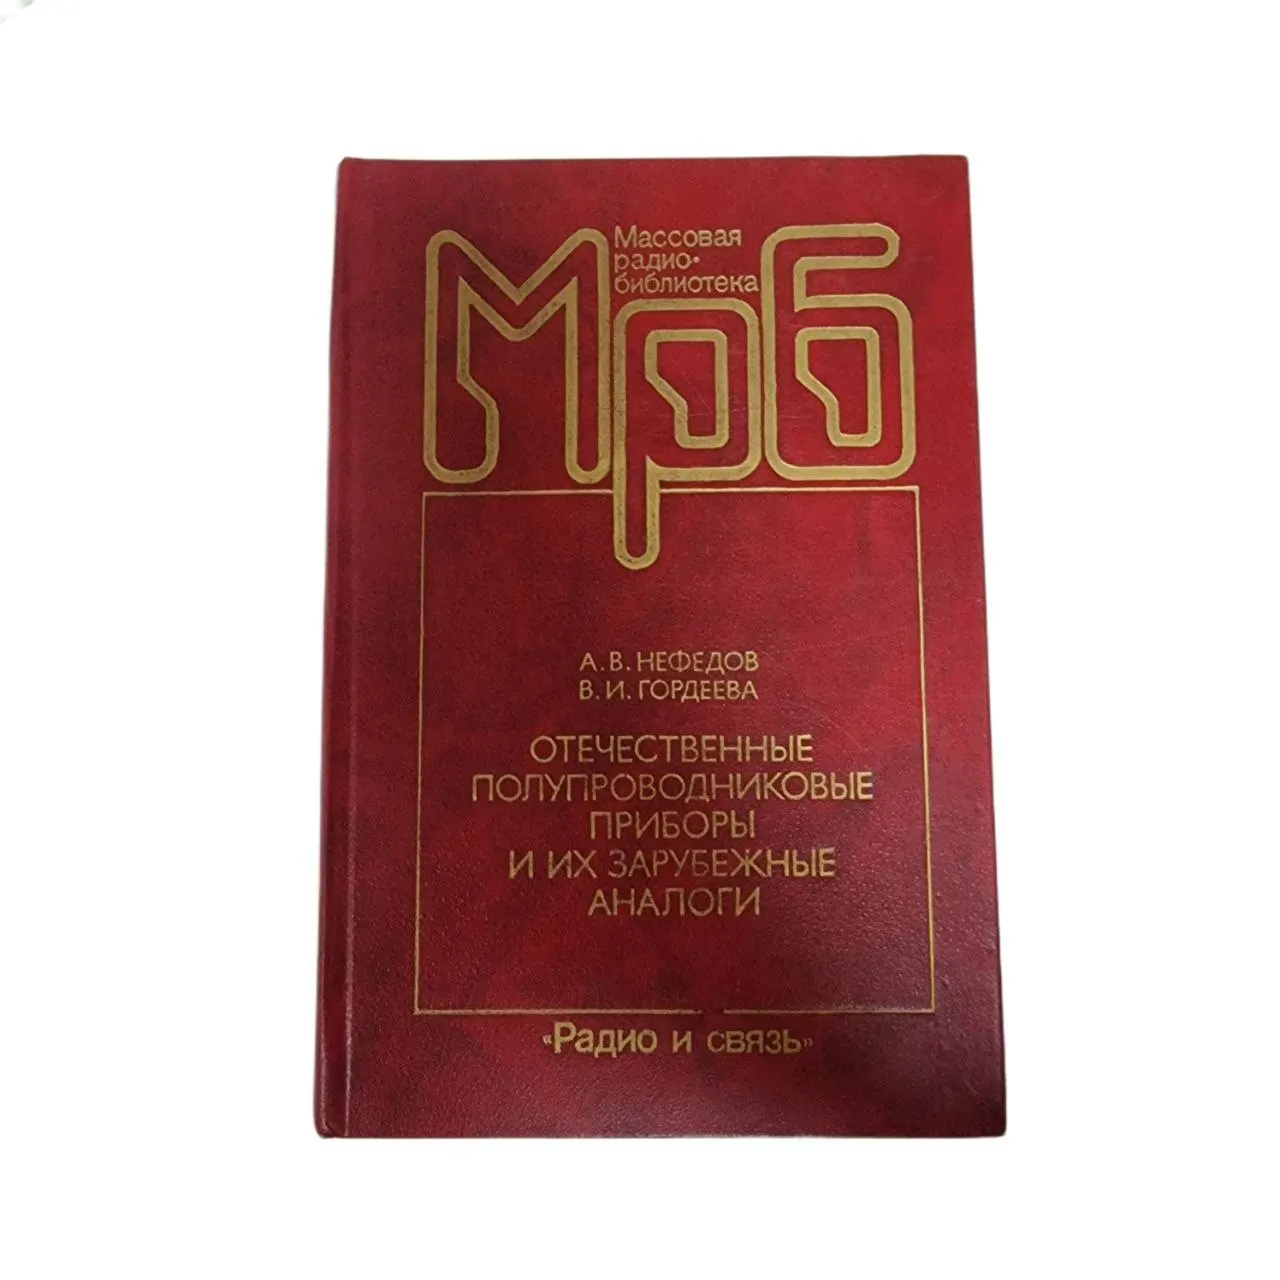 Массовая
радио-
библиотека
Мрб
А. В. НЕФЕДОВ
В. И. ГОРДЕЕВА
ОТЕЧЕСТВЕННЫЕ
ПОЛУПРОВОДНИКОВЫЕ
ПРИБОРЫ
И ИХ ЗАРУБЕЖНЫЕ
АНАЛОГИ
«Радио и связь»